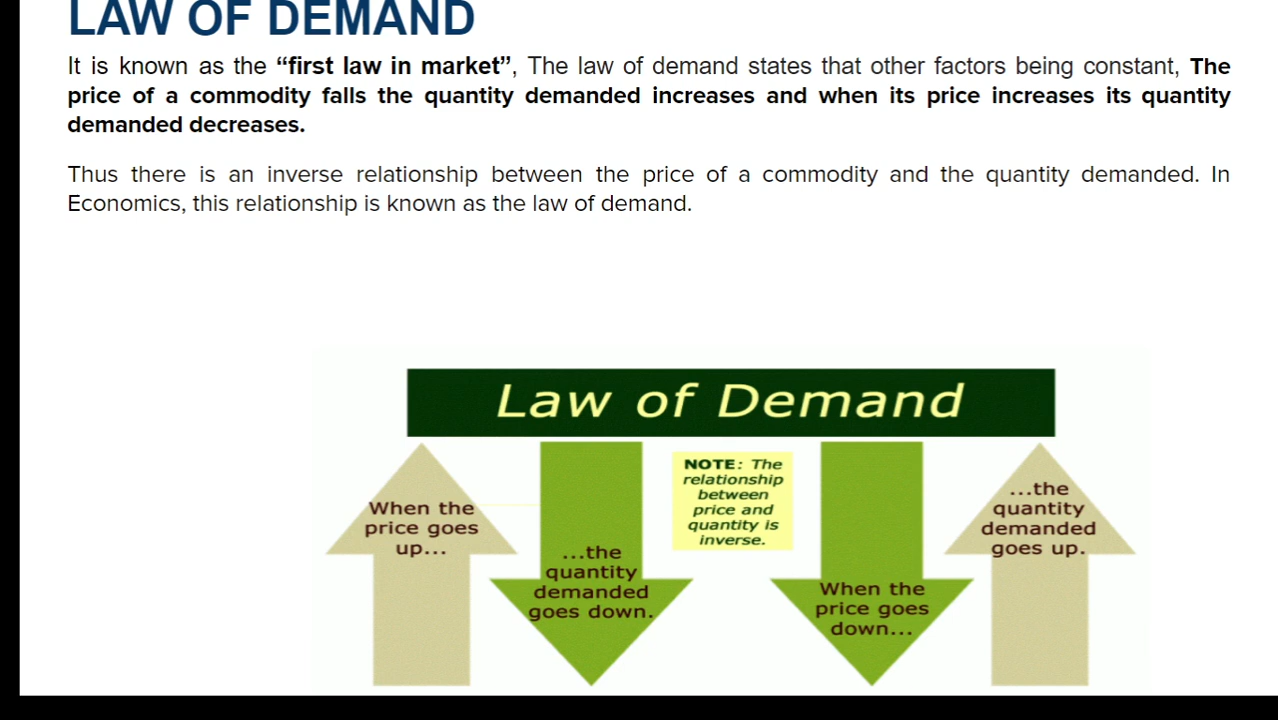 LAW OF DEMAND
It is known as the “first law in market”, The law of demand states that other factors being constant, The
price of a commodity falls the quantity demanded increases and when its price increases its quantity
demanded decreases.
Thus there is an inverse relationship between the price of a commodity and the quantity demanded. In
Economics, this relationship is known as the law of demand.
Law of Demand
When the
price goes
up...
...the
quantity
demanded
goes down.
NOTE: The
relationship
between
price and
quantity is
inverse.
When the
price goes
down...
...the
quantity
demanded
goes up.